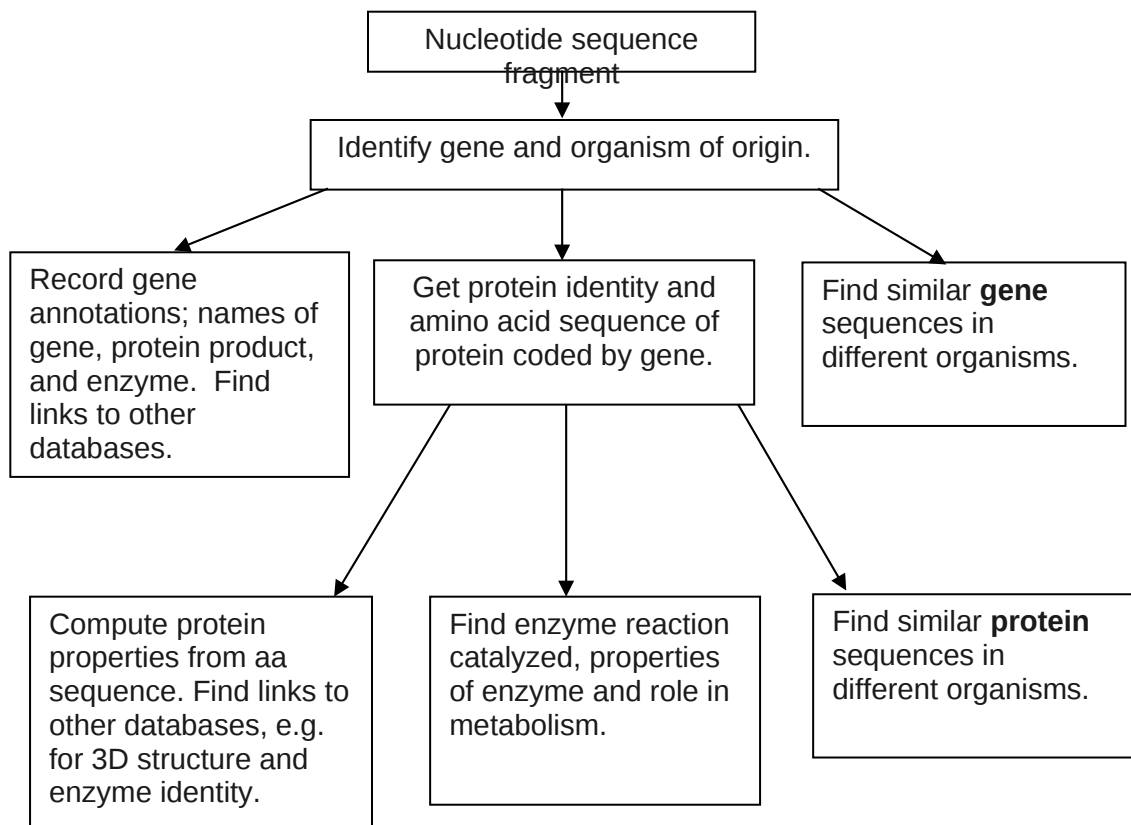 Nucleotide sequence
fragment
Identify gene and organism of origin.
Record gene
annotations; names of
gene, protein product,
and enzyme.  Find
links to other
databases.
Get protein identity and
amino acid sequence of
protein coded by gene.
Find similar gene
sequences in
different organisms.
Compute protein
properties from aa
sequence. Find links to
other databases, e.g.
for 3D structure and
enzyme identity.
Find enzyme reaction
catalyzed, properties
of enzyme and role in
metabolism.
Find similar protein
sequences in
different organisms.